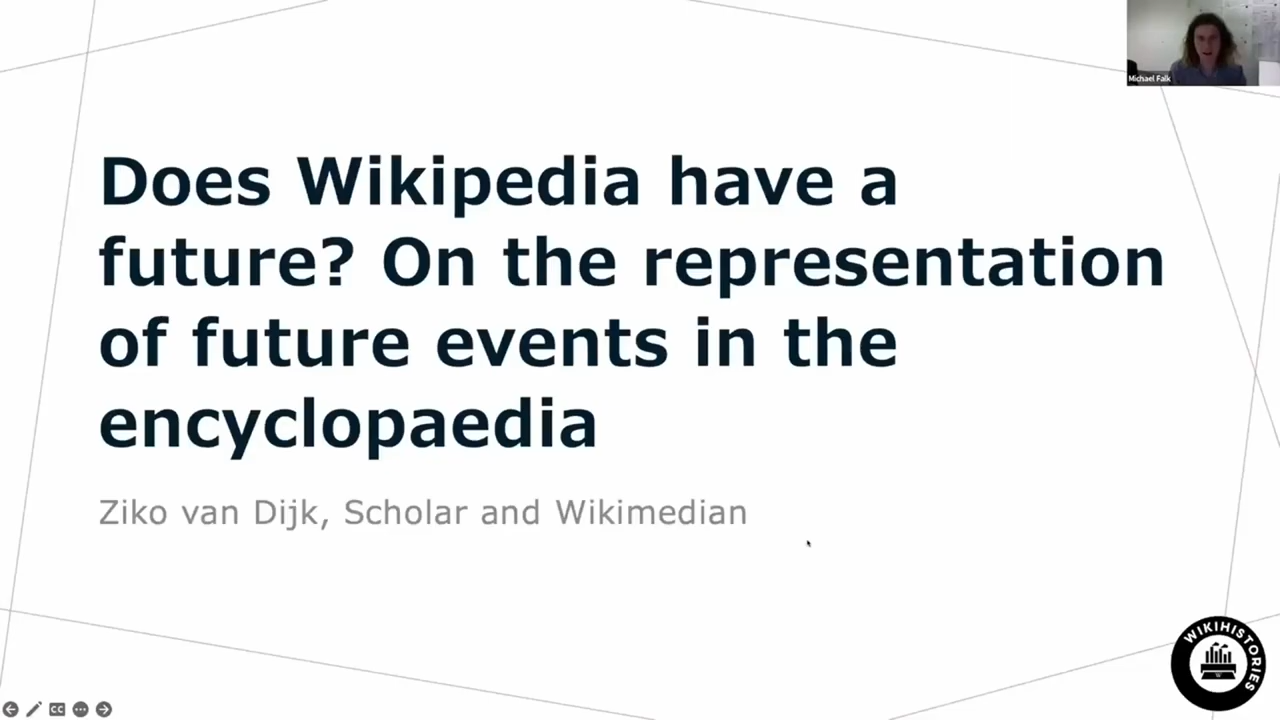 Michael Falk
Does Wikipedia have a
future? On the representation
of future events in the
encyclopaedia
Ziko van Dijk, Scholar and Wikimedian
WIKIHISTORIES
CC